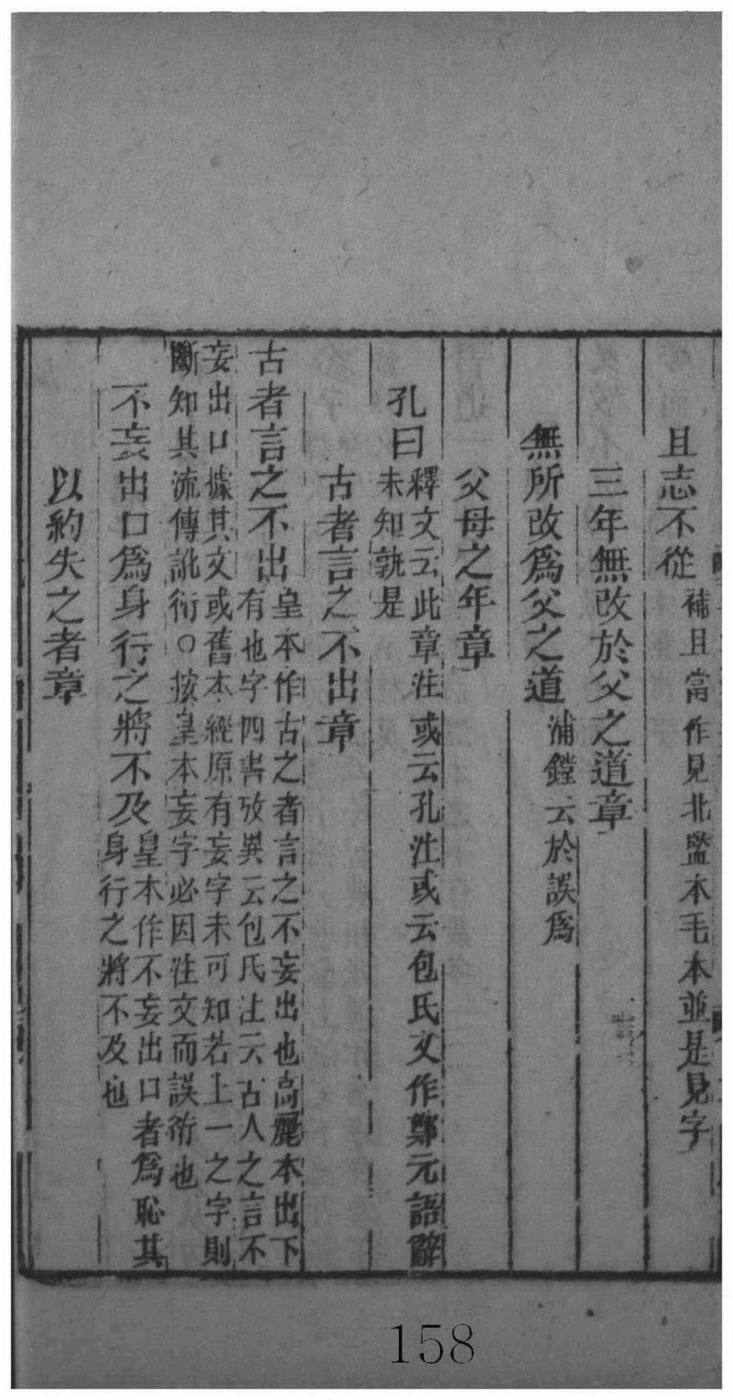 且志不從補且當作見北監本毛本並是見字
三年無改於父之道章
無所改爲父之道浦鏜云於誤爲
父母之年章
孔曰釋文云此章注或云孔注或云包氏文作鄭元語辭
未知孰是
古者言之不出章
古者言之不出皇本作古之者言之不妄出也高麗本出下
有也字四書攷異云包氏注云古人之言不
妄出口據其文或舊本經原有妄字未可知若上一之字則
斷知其流傳訛衍○按皇本妄字必因注文而誤衍也
不妄出口爲身行之將不及皇本作不妄出口者爲恥其
身行之將不及也
以約失之者章
158